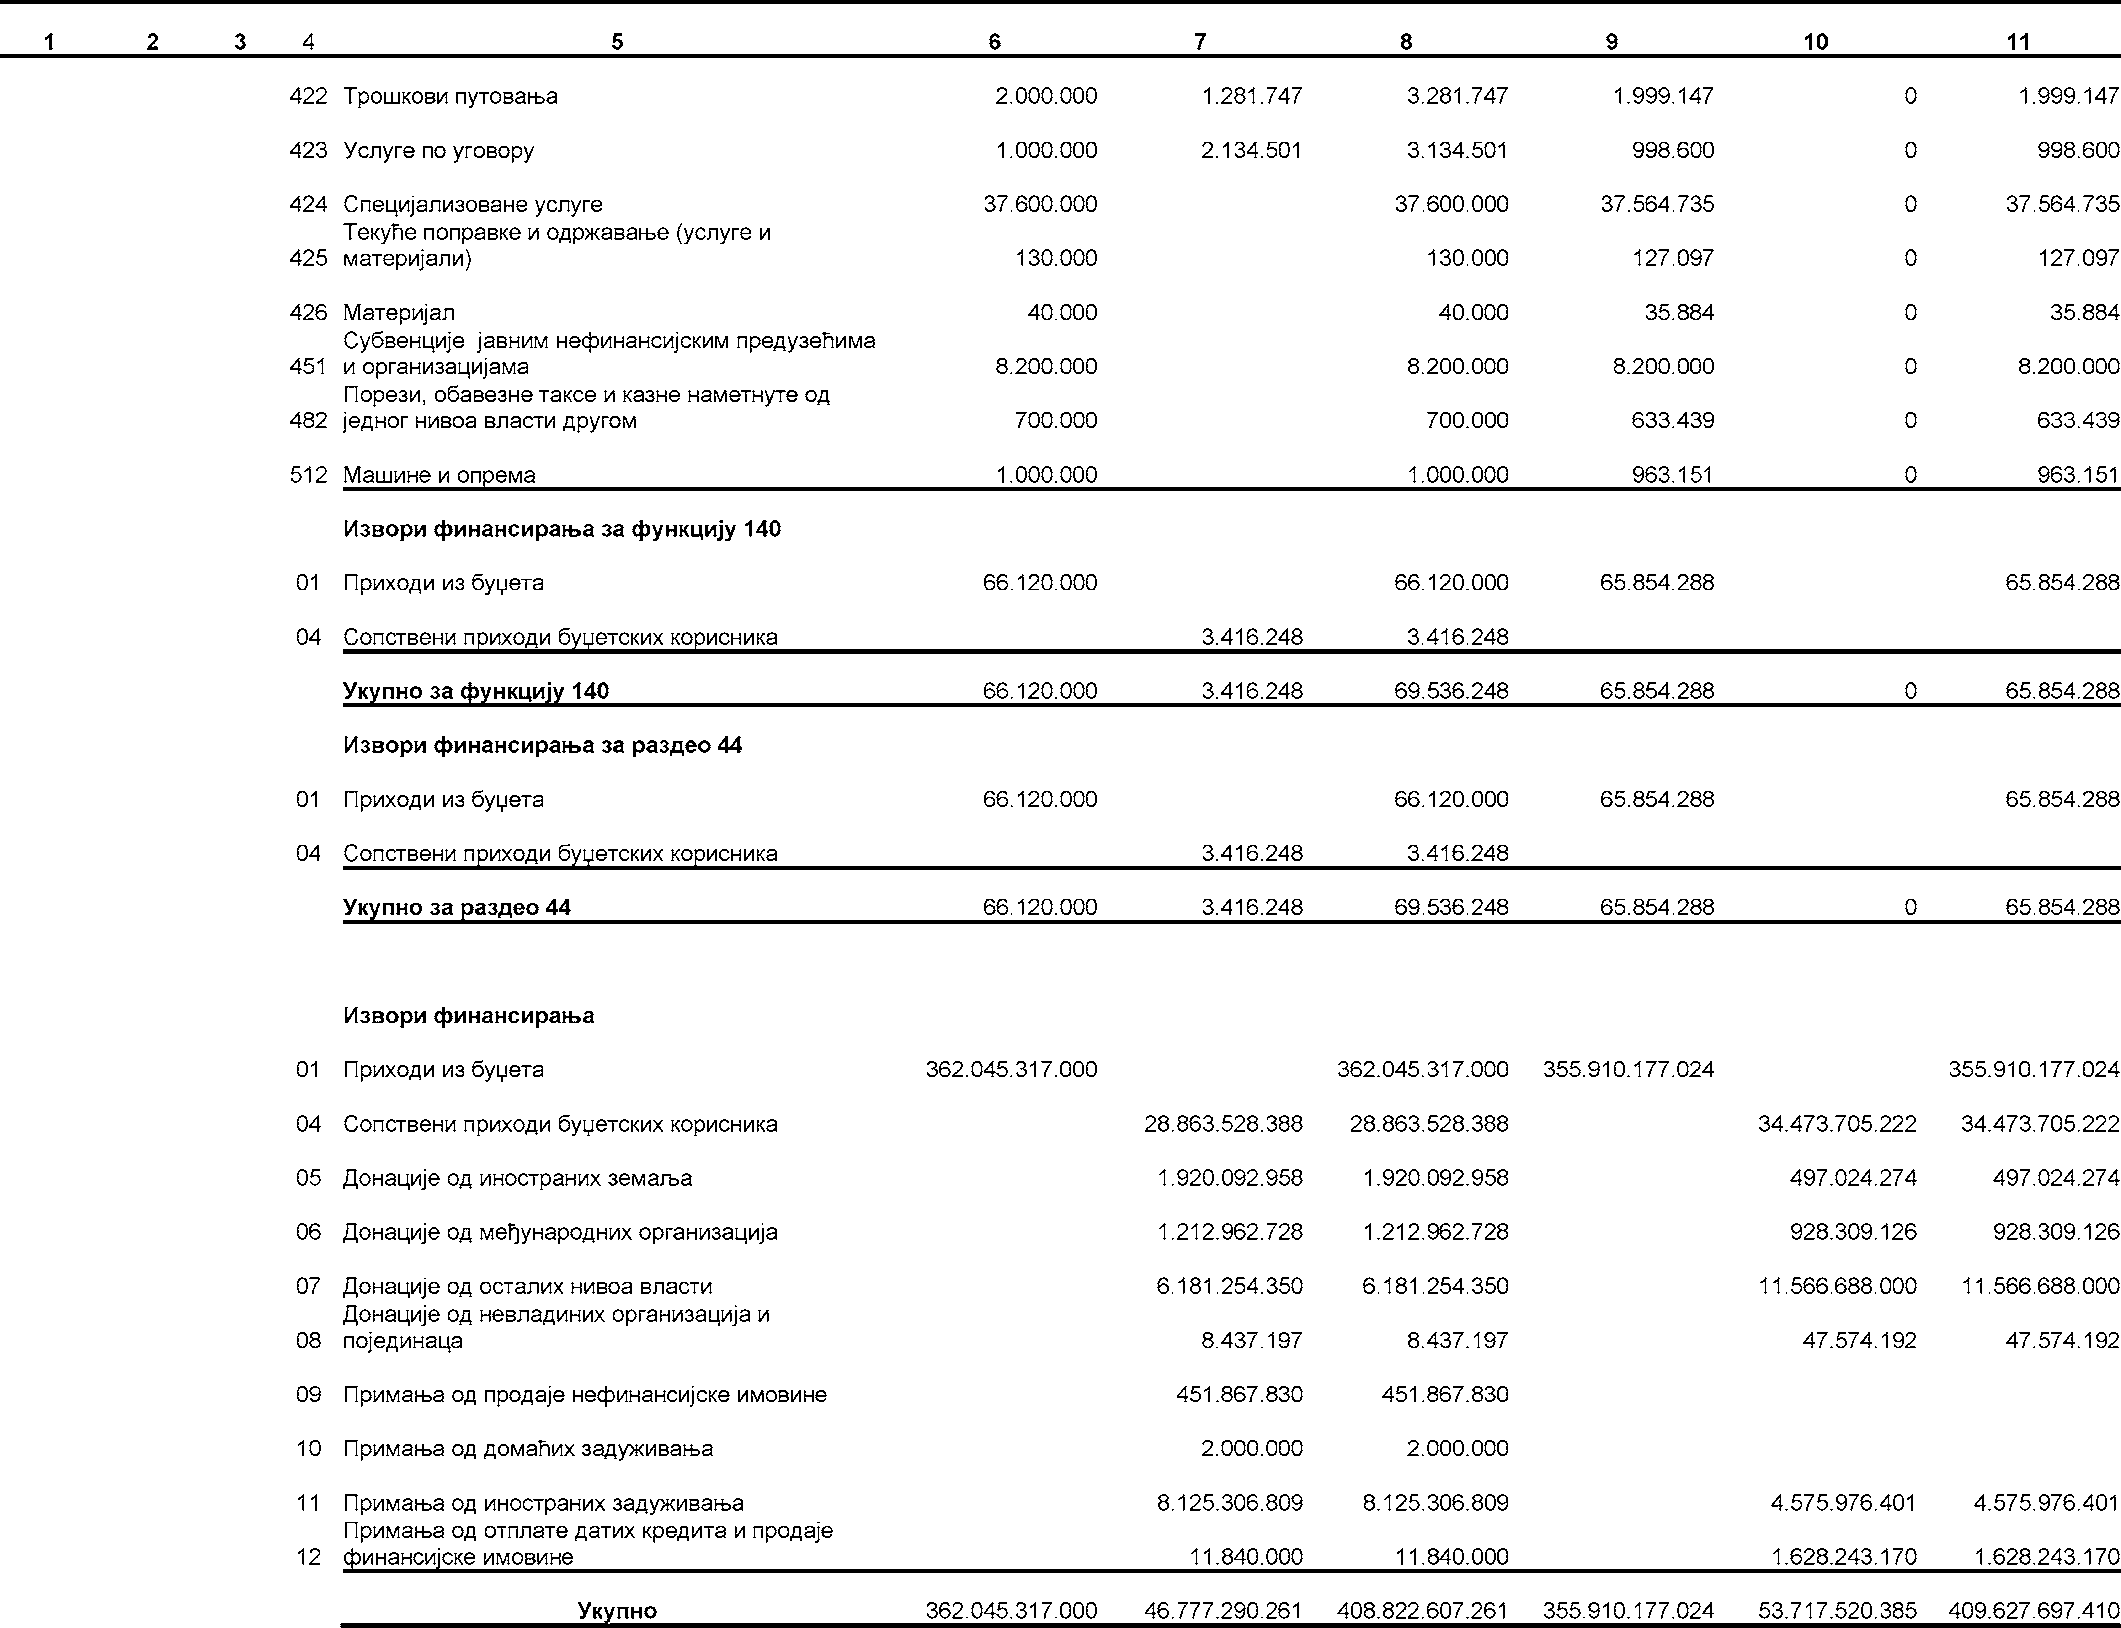 1 2 3 4 5 6 7 8 9 10 11
422 Трошкови путовања 2.000.000 1.281.747 3.281.747 1.999.147 0 1.999.147
423 Услуге по уговору 1.000.000 2.134.501 3.134.501 998.600 0 998.600
424 Специјализоване услуге 37.600.000 37.600.000 37.564.735 0 37.564.735
Текуће поправке и одржавање (услуге и
425 материјали) 130.000 130.000 127.097 0 127.097
426 Материјал 40.000 40.000 35.884 0 35.884
Субвенције јавним нефинансијским предузећима
451 и организацијама 8.200.000 8.200.000 8.200.000 0 8.200.000
Порези, обавезне таксе и казне наметнуте од
482 једног нивоа власти другом 700.000 700.000 633.439 0 633.439
512 Машине и опрема 1.000.000 1.000.000 963.151 0 963.151
Извори финансирања за функцију 140
01 Приходи из буџета 66.120.000 66.120.000 65.854.288 65.854.288
04 Сопствени приходи буџетских корисника 3.416.248 3.416.248
Укупно за функцију 140 66.120.000 3.416.248 69.536.248 65.854.288 0 65.854.288
Извори финансирања за раздео 44
01 Приходи из буџета 66.120.000 66.120.000 65.854.288 65.854.288
04 Сопствени приходи буџетских корисника 3.416.248 3.416.248
Укупно за раздео 44 66.120.000 3.416.248 69.536.248 65.854.288 0 65.854.288
Извори финансирања
01 Приходи из буџета 362.045.317.000 362.045.317.000 355.910.177.024 355.910.177.024
04 Сопствени приходи буџетских корисника 28.863.528.388 28.863.528.388 34.473.705.222 34.473.705.222
05 Донације од иностраних земаља 1.920.092.958 1.920.092.958 497.024.274 497.024.274
06 Донације од међународних организација 1.212.962.728 1.212.962.728 928.309.126 928.309.126
07 Донације од осталих нивоа власти 6.181.254.350 6.181.254.350 11.566.688.000 11.566.688.000
Донације од невладиних организација и
08 појединаца 8.437.197 8.437.197 47.574.192 47.574.192
09 Примања од продаје нефинансијске имовине 451.867.830 451.867.830
10 Примања од домаћих задуживања 2.000.000 2.000.000
11 Примања од иностраних задуживања 8.125.306.809 8.125.306.809 4.575.976.401 4.575.976.401
Примања од отплате датих кредита и продаје
12 финансијске имовине 11.840.000 11.840.000 1.628.243.170 1.628.243.170
Укупно 362.045.317.000 46.777.290.261 408.822.607.261 355.910.177.024 53.717.520.385 409.627.697.410